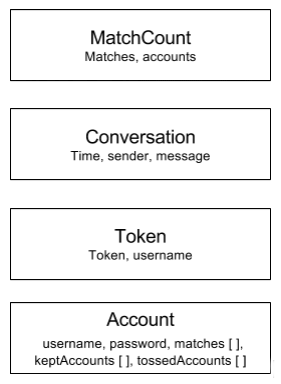 MatchCount
Matches, accounts
Conversation
Time, sender, message
Token
Token, username
Account
username, password, matches [ ],
keptAccounts [ ], tossedAccounts [ ]